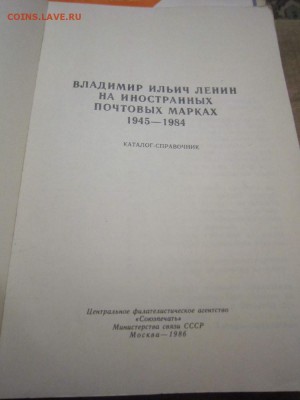 COINS.LAVE.RU
ВЛАДИМИР ИЛЬИЧ ЛЕНИН
НА ИНОСТРАННЫХ
ПОЧТОВЫХ МАРКАХ
1945—1984
КАТАЛОГ-СПРАВОЧНИК
Центральное филателистическое агентство
«Союзпечать»
Министерства связи СССР
Москва—1986